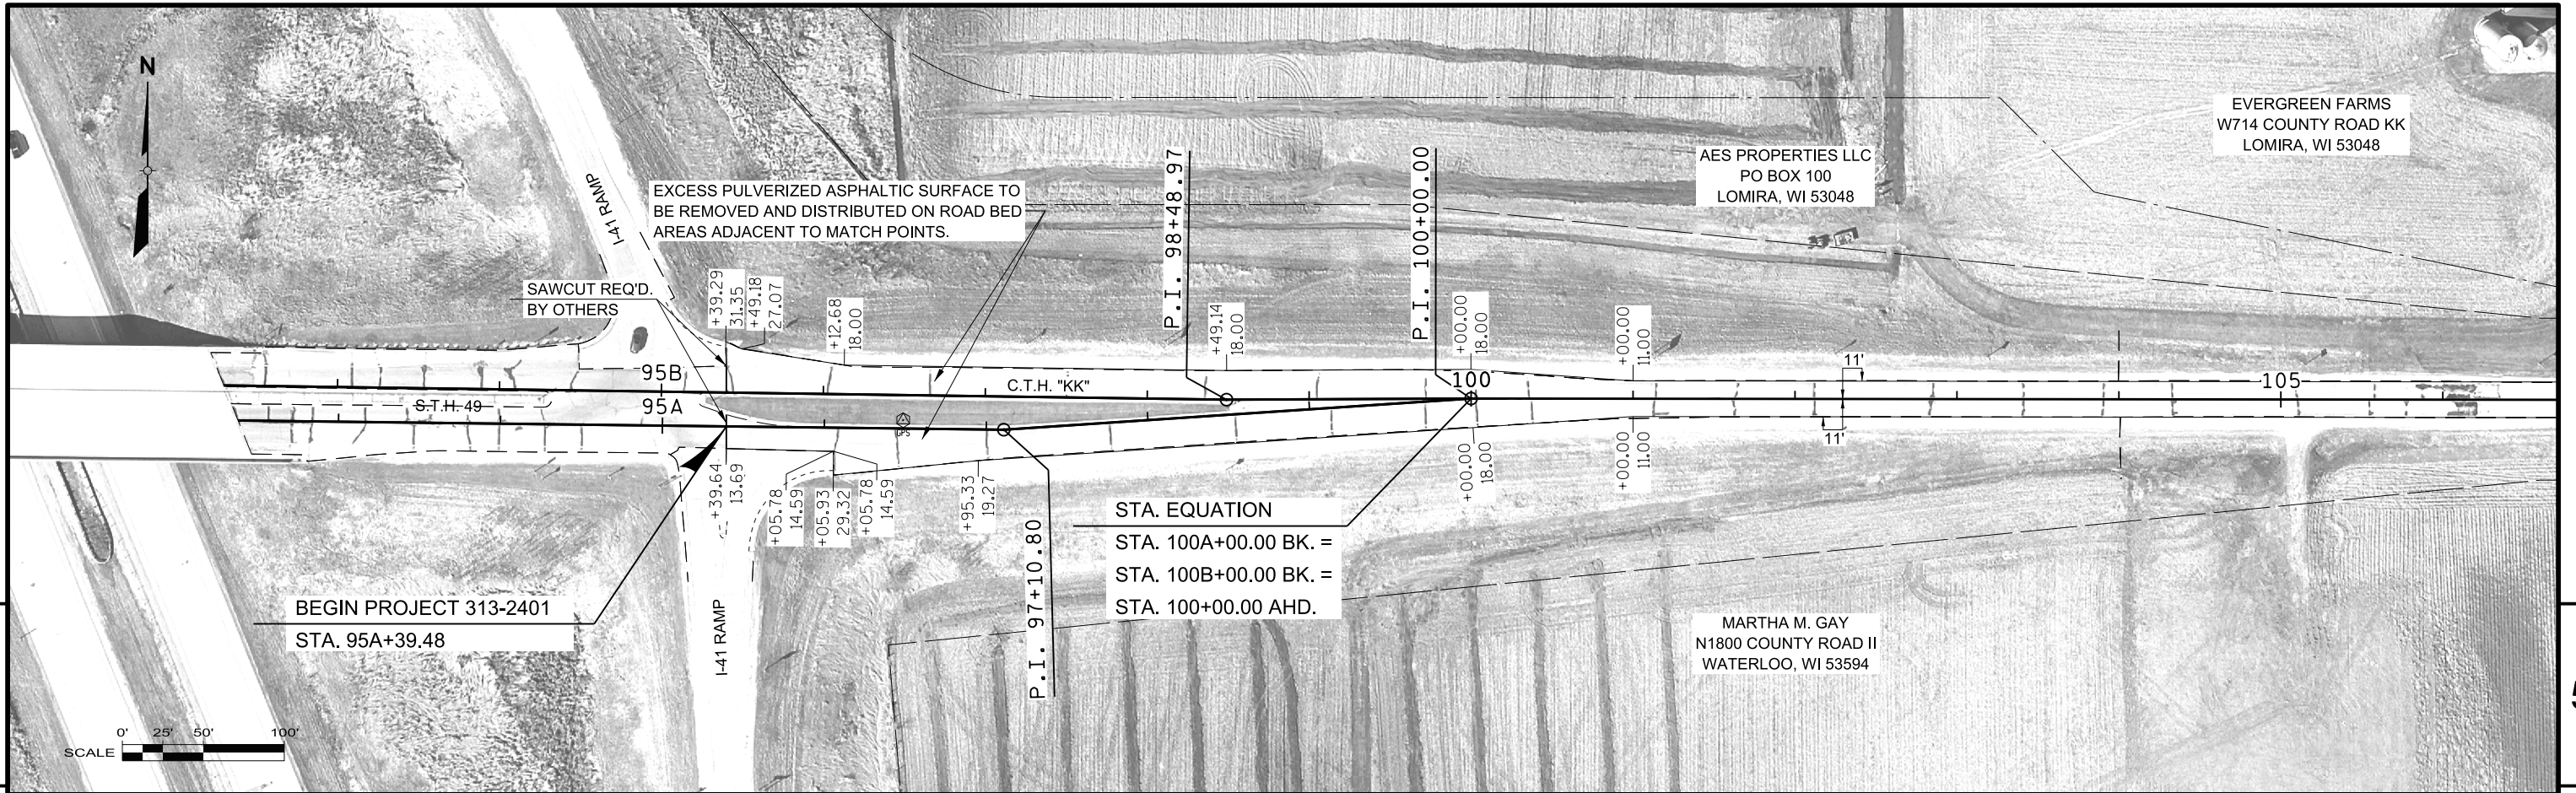 N
I-41 RAMP
EXCESS PULVERIZED ASPHALTIC SURFACE TO
BE REMOVED AND DISTRIBUTED ON ROAD BED
AREAS ADJACENT TO MATCH POINTS.
SAWCUT REQ'D.
BY OTHERS
+39.29
31.35
+49.18
27.07
+12.68
18.00
P.I. 98+48.97
+49.14
18.00
P.I. 100+00.00
+00.00
18.00
+00.00
11.00
AES PROPERTIES LLC
PO BOX 100
LOMIRA, WI 53048
EVERGREEN FARMS
W714 COUNTY ROAD KK
LOMIRA, WI 53048
95B
C.T.H. "KK"
100
11'
105
S.T.H. 49
95A
GPS
11'
+39.64
13.69
+05.78
14.59
+05.93
29.32
+05.78
14.59
+95.33
19.27
P.I. 97+10.80
+00.00
18.00
+00.00
11.00
STA. EQUATION
STA. 100A+00.00 BK. =
STA. 100B+00.00 BK. =
STA. 100+00.00 AHD.
BEGIN PROJECT 313-2401
STA. 95A+39.48
I-41 RAMP
MARTHA M. GAY
N1800 COUNTY ROAD II
WATERLOO, WI 53594
SCALE 0' 25' 50' 100'